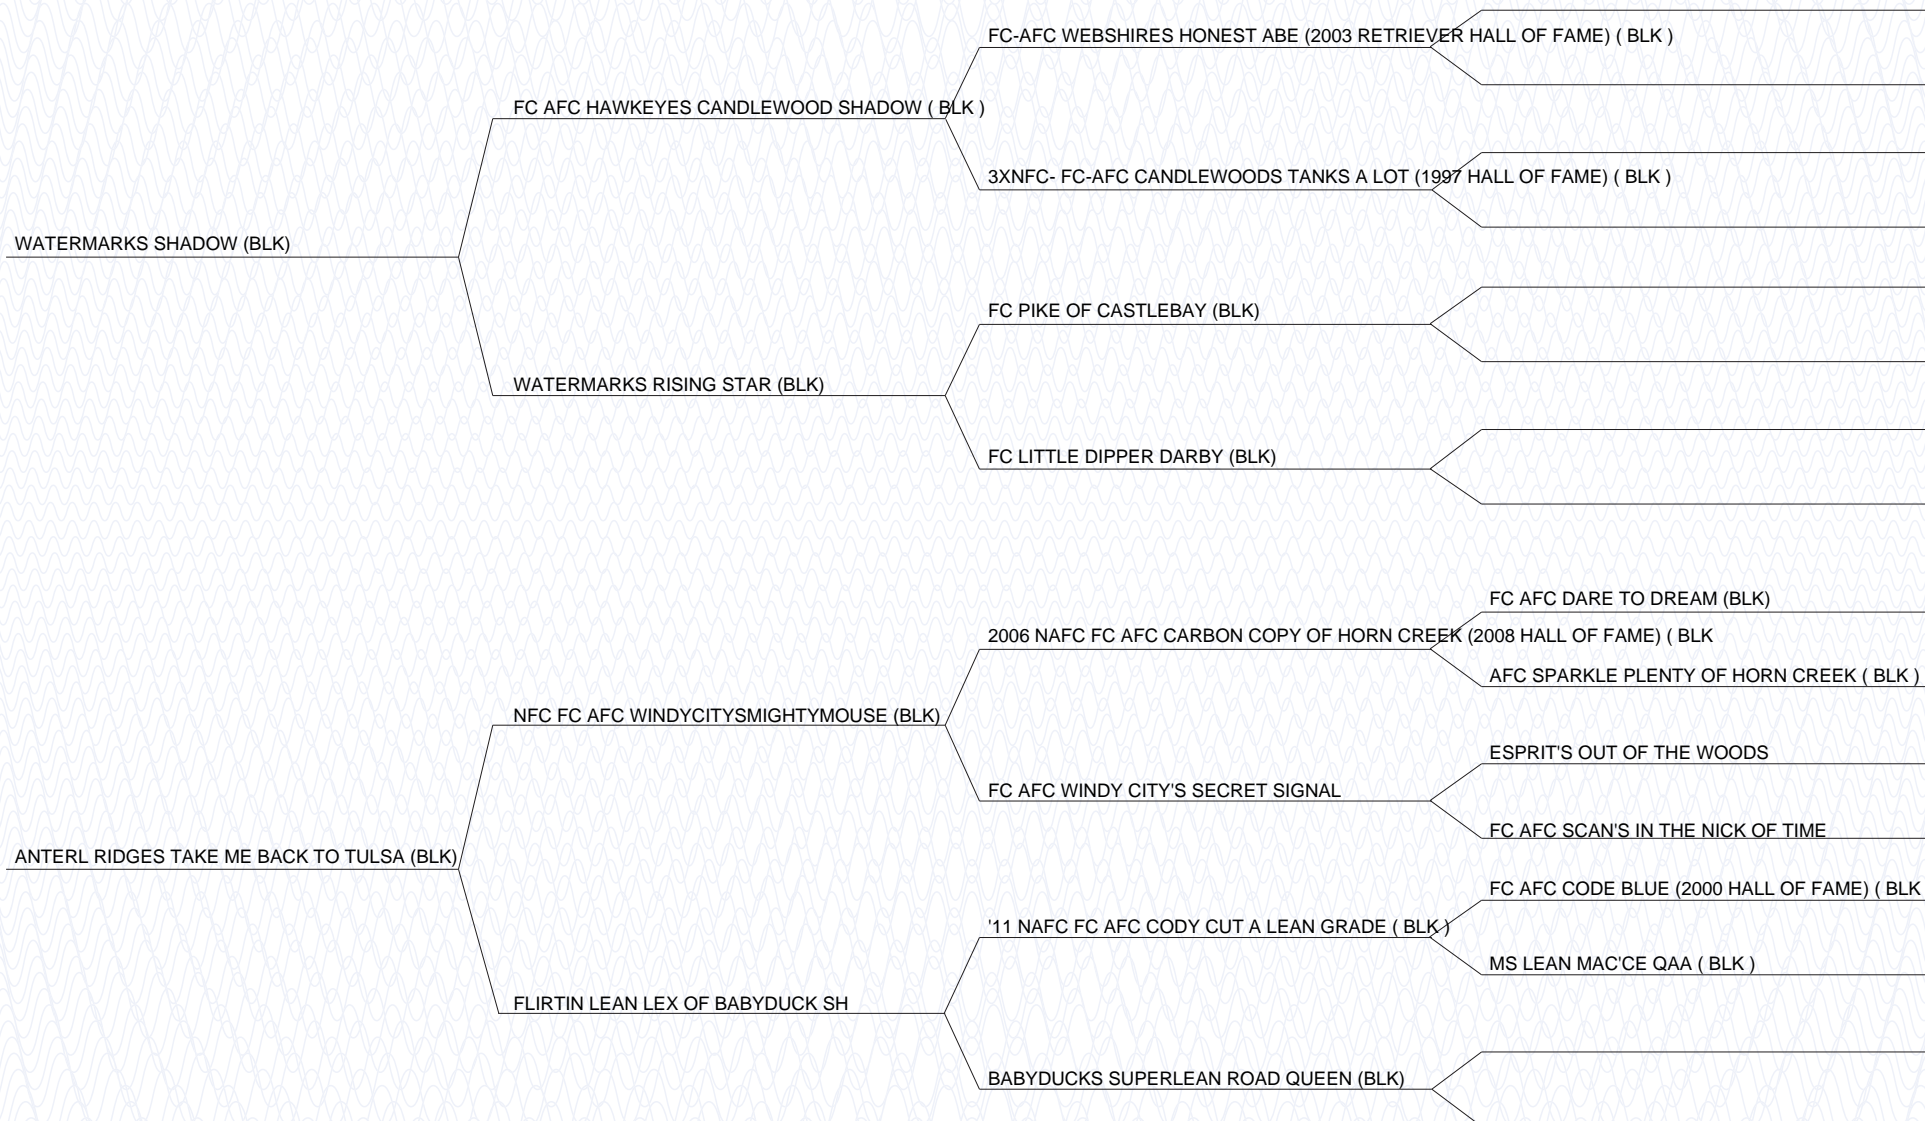 FC-AFC WEBSHIRES HONEST ABE (2003 RETRIEVER HALL OF FAME) ( BLK )
FC AFC HAWKEYES CANDLEWOOD SHADOW ( BLK )
3XNFC- FC-AFC CANDLEWOODS TANKS A LOT (1997 HALL OF FAME) ( BLK )
WATERMARKS SHADOW (BLK)
FC PIKE OF CASTLEBAY (BLK)
WATERMARKS RISING STAR (BLK)
FC LITTLE DIPPER DARBY (BLK)
FC AFC DARE TO DREAM (BLK)
2006 NAFC FC AFC CARBON COPY OF HORN CREEK (2008 HALL OF FAME) ( BLK
AFC SPARKLE PLENTY OF HORN CREEK ( BLK )
NFC FC AFC WINDYCITYSMIGHTYMOUSE (BLK)
ESPRIT'S OUT OF THE WOODS
FC AFC WINDY CITY'S SECRET SIGNAL
FC AFC SCAN'S IN THE NICK OF TIME
ANTERL RIDGES TAKE ME BACK TO TULSA (BLK)
FC AFC CODE BLUE (2000 HALL OF FAME) ( BLK
'11 NAFC FC AFC CODY CUT A LEAN GRADE ( BLK )
MS LEAN MAC'CE QAA ( BLK )
FLIRTIN LEAN LEX OF BABYDUCK SH
BABYDUCKS SUPERLEAN ROAD QUEEN (BLK)